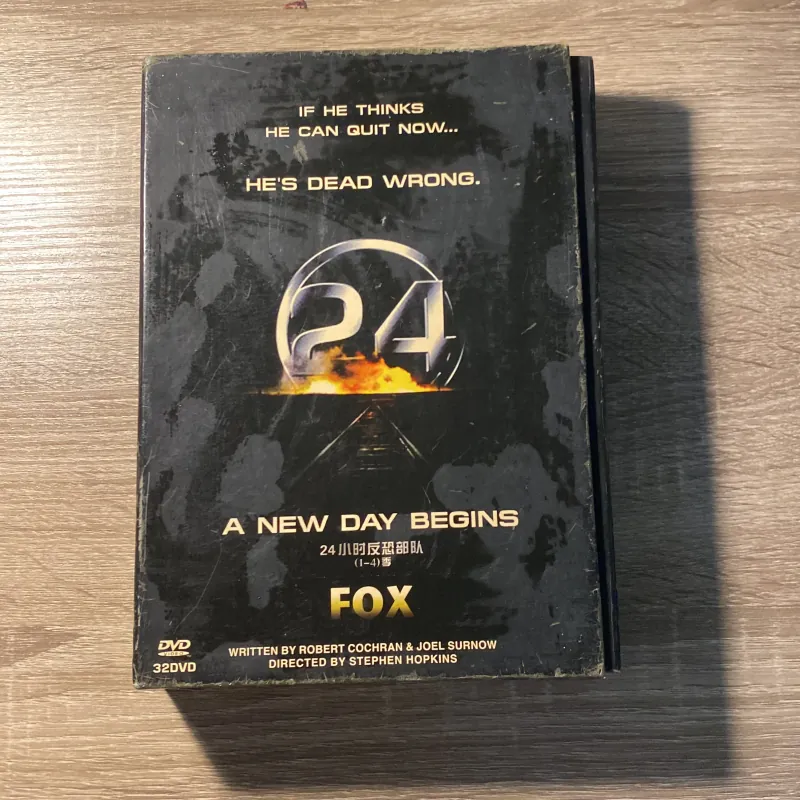 IF HE THINKS
HE CAN QUIT NOW...
HE'S DEAD WRONG.
24
A NEW DAY BEGINS
24小时反恐部队
(1-4)季
FOX
DVD
VIDEO
32DVD
WRITTEN BY ROBERT COCHRAN & JOEL SURNOW
DIRECTED BY STEPHEN HOPKINS